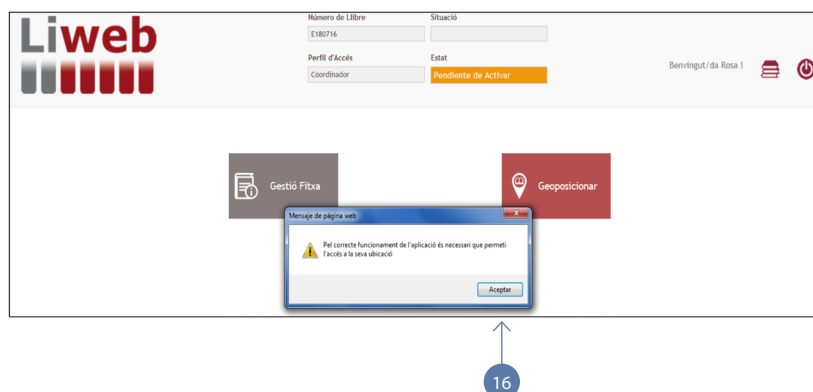 Liweb
Número de Llibre
Situació
E180716
Perfil d'Accés
Estat
Coordinador
Pendiente de Activar
Benvingut/da Rosa !
Gestió Fitxa
Geoposicionar
Mensaje de página web
Pel correcte funcionament de l'aplicació és necessari que permeti
l'accés a la seva ubicació
Aceptar
16